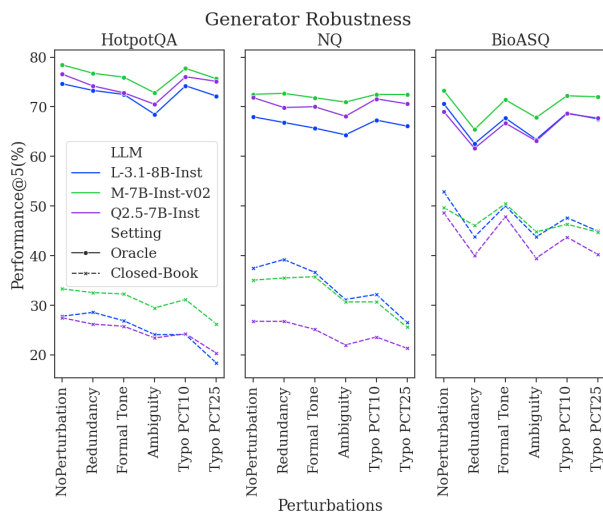 Generator Robustness
HotpotQA
NQ
BioASQ
Performance@5(%)
80
70
60
50
40
30
20
LLM
L-3.1-8B-Inst
M-7B-Inst-v02
Q2.5-7B-Inst
Setting
Oracle
Closed-Book
NoPerturbation
Redundancy
Formal Tone
Ambiguity
Typo PCT10
Typo PCT25
NoPerturbation
Redundancy
Formal Tone
Ambiguity
Typo PCT10
Typo PCT25
NoPerturbation
Redundancy
Formal Tone
Ambiguity
Typo PCT10
Typo PCT25
Perturbations